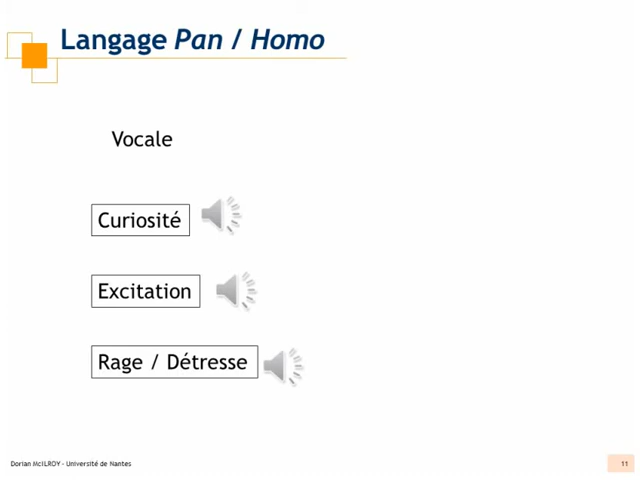 Langage Pan / Homo
Vocale
Curiosité
Excitation
Rage / Détresse
Dorian McILROY - Université de Nantes
11